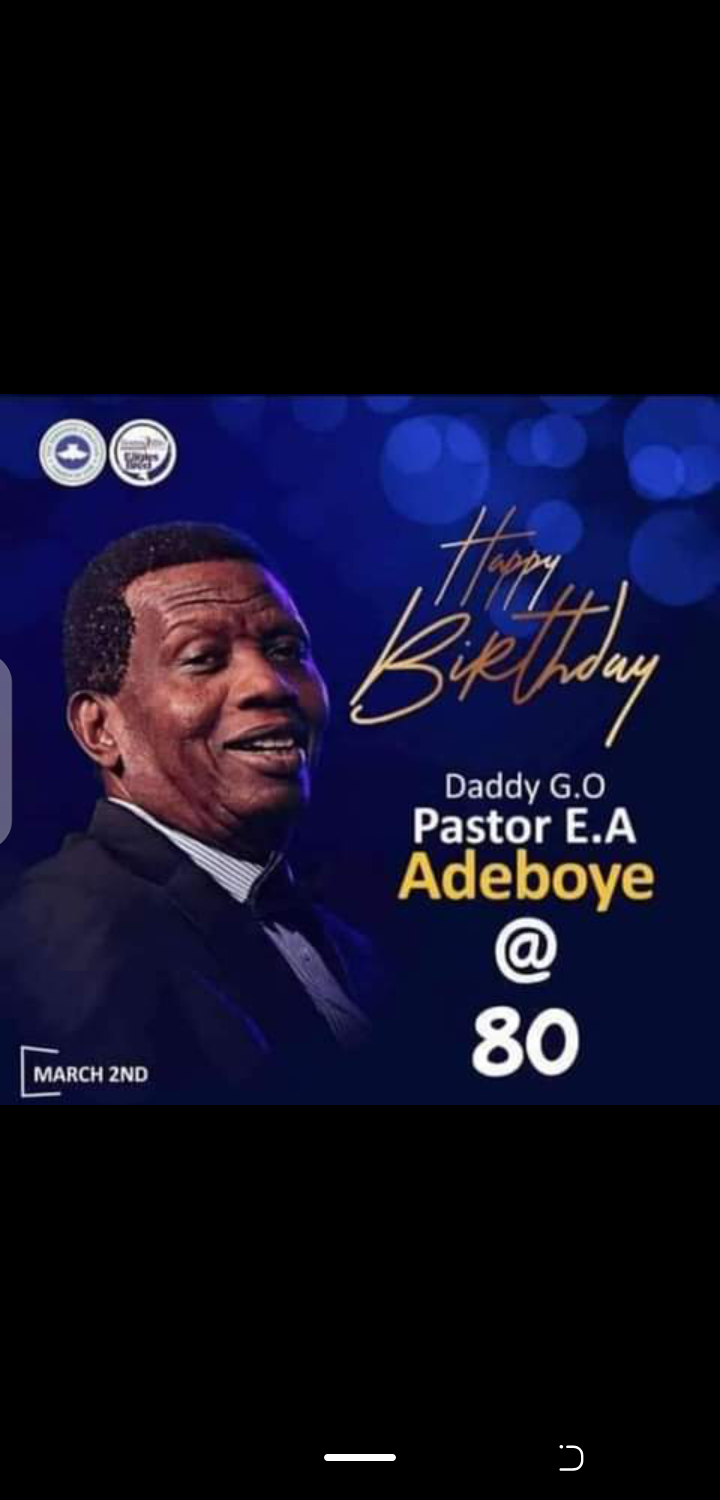 Happy
Birthday
Daddy G.O
Pastor E.A
Adeboye
@
80
MARCH 2ND